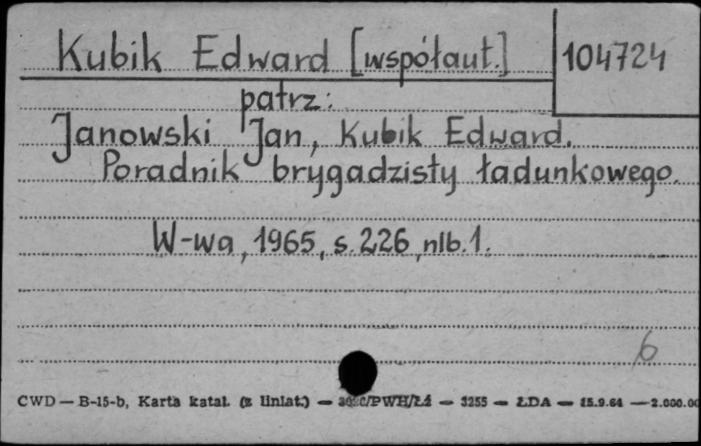 Kubik Edward [współaut.] 104724
patrz:
Janowski Jan, Kubik Edward.
Poradnik brygadzisty ładunkowego.
W-wa, 1965, s. 226, nlb. 1.
6
CWD — B-15-b, Karta katal. (z liniat.) — — 3255 — ŁDA — 15.9.64 — 2.000.00